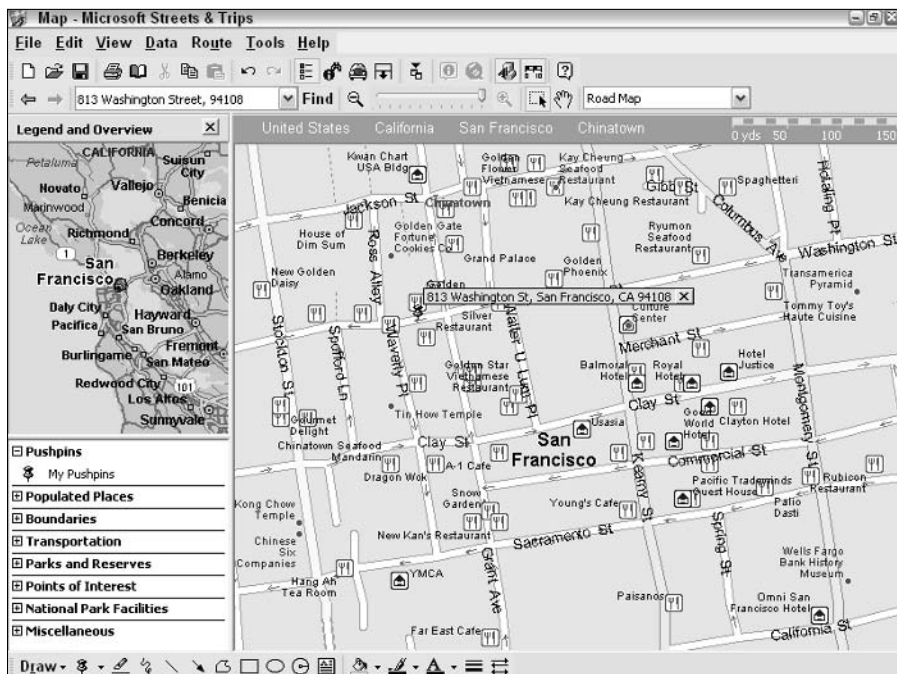 Map - Microsoft Streets & Trips
File Edit View Data Route Tools Help
813 Washington Street, 94108
Find
Road Map
Legend and Overview
United States California San Francisco Chinatown
0 yds 50 100 150
CALIFORNIA
Petaluma
Suisun City
Novato
Vallejo
Marinwood
Benicia
Ocean Lake
Concord
Richmond
1
Berkeley
San Francisco
Alamo
Oakland
Daly City
Hayward
Pacifica
San Bruno
Fremont
Burlingame
San Mateo
Redwood City
101
Los Altos
Sunnyvale
Pushpins
My Pushpins
Populated Places
Boundaries
Transportation
Parks and Reserves
Points of Interest
National Park Facilities
Miscellaneous
Kwan Chart USA Bldg
Golden Flower Vietnamese
Kay Cheung Seafood Restaurant
Gibb St
Spaghetteri
Hotaling Pl
Jackson St
Chinatown
Kay Cheung Restaurant
Columbus Ave
House of Dim Sum
Ross Alley
Golden Gate Fortune Cookies Co
Ryumon Seafood Restaurant
Washington St
Grand Palace
New Golden Daisy
Golden Phoenix
Transamerica Pyramid
Golden
813 Washington St, San Francisco, CA 94108
Tommy Toy's Haute Cuisine
Silver Restaurant
Culture Center
Stockton St
Spofford Ln
Waverly Pl
Walter U Lum Pl
Merchant St
Golden Star Vietnamese Restaurant
Balmoral Hotel
Royal Hotel
Hotel Justice
Montgomery St
Tin How Temple
Clay St
Gourmet Delight
Usasia
Good World Hotel
Clayton Hotel
Chinatown Seafood
Mandarin
Clay St
San Francisco
Commercial St
Dragon Wok
A-1 Cafe
Kearny St
Pacific Tradewinds Guest House
Rubicon Restaurant
Kong Chow Temple
Snow Garden
Young's Cafe
Palio Dasti
Chinese Six Companies
New Kan's Restaurant
Sacramento St
Spring St
Hang Ah Tea Room
YMCA
Grant Ave
Wells Fargo Bank History Museum
Paisanos
Omni San Francisco Hotel
Far East Cafe
California St
Draw